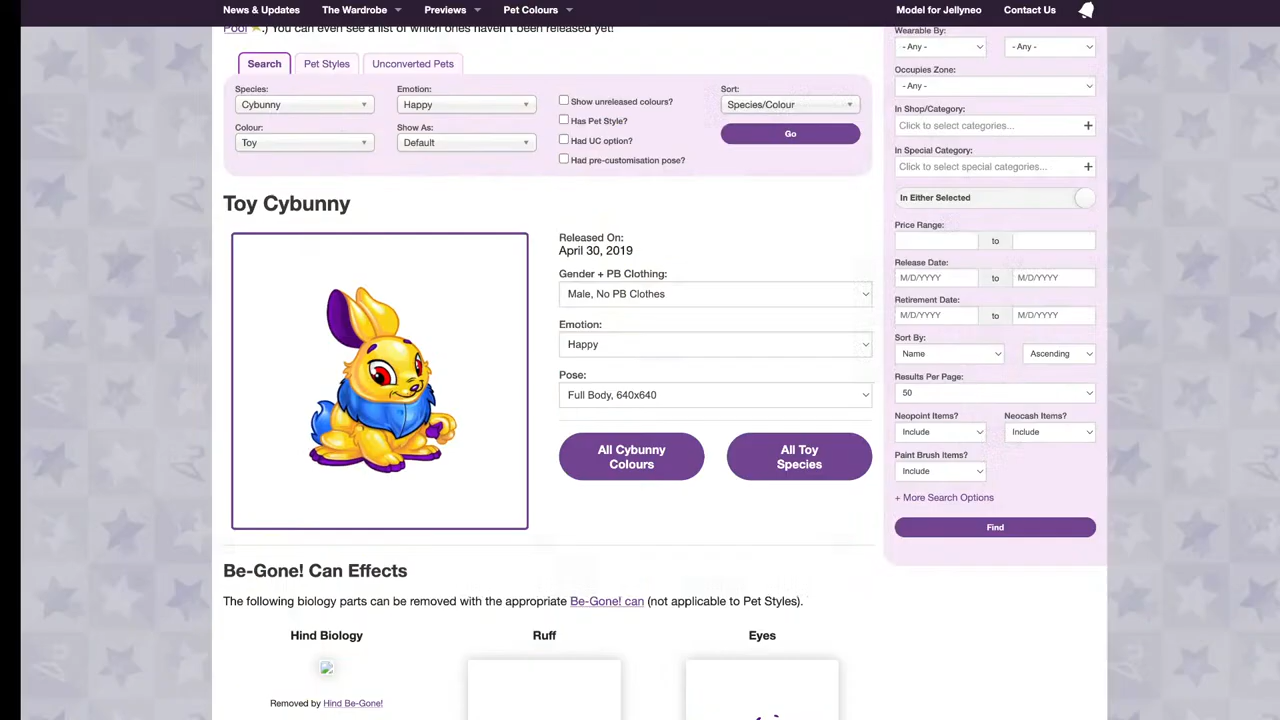 News & Updates The Wardrobe Previews Pet Colours Model for Jellyneo Contact Us
Pool .) You can even see a list of which ones haven't been released yet!
Search Pet Styles Unconverted Pets
Species: Emotion: Sort:
Cybunny Happy Show unreleased colours? Species/Colour
Has Pet Style?
Colour: Show As: Go
Toy Default Had UC option?
Had pre-customisation pose?
Toy Cybunny
Released On:
April 30, 2019
Gender + PB Clothing:
Male, No PB Clothes
Emotion:
Happy
Pose:
Full Body, 640x640
All Cybunny Colours All Toy Species
Be-Gone! Can Effects
The following biology parts can be removed with the appropriate Be-Gone! can (not applicable to Pet Styles).
Hind Biology Ruff Eyes
Removed by Hind Be-Gone!
Wearable By:
- Any - - Any -
Occupies Zone:
- Any -
In Shop/Category:
Click to select categories... +
In Special Category:
Click to select special categories... +
In Either Selected
Price Range:
to
Release Date:
M/D/YYYY to M/D/YYYY
Retirement Date:
M/D/YYYY to M/D/YYYY
Sort By:
Name Ascending
Results Per Page:
50
Neopoint Items? Neocash Items?
Include Include
Paint Brush Items?
Include
+ More Search Options
Find